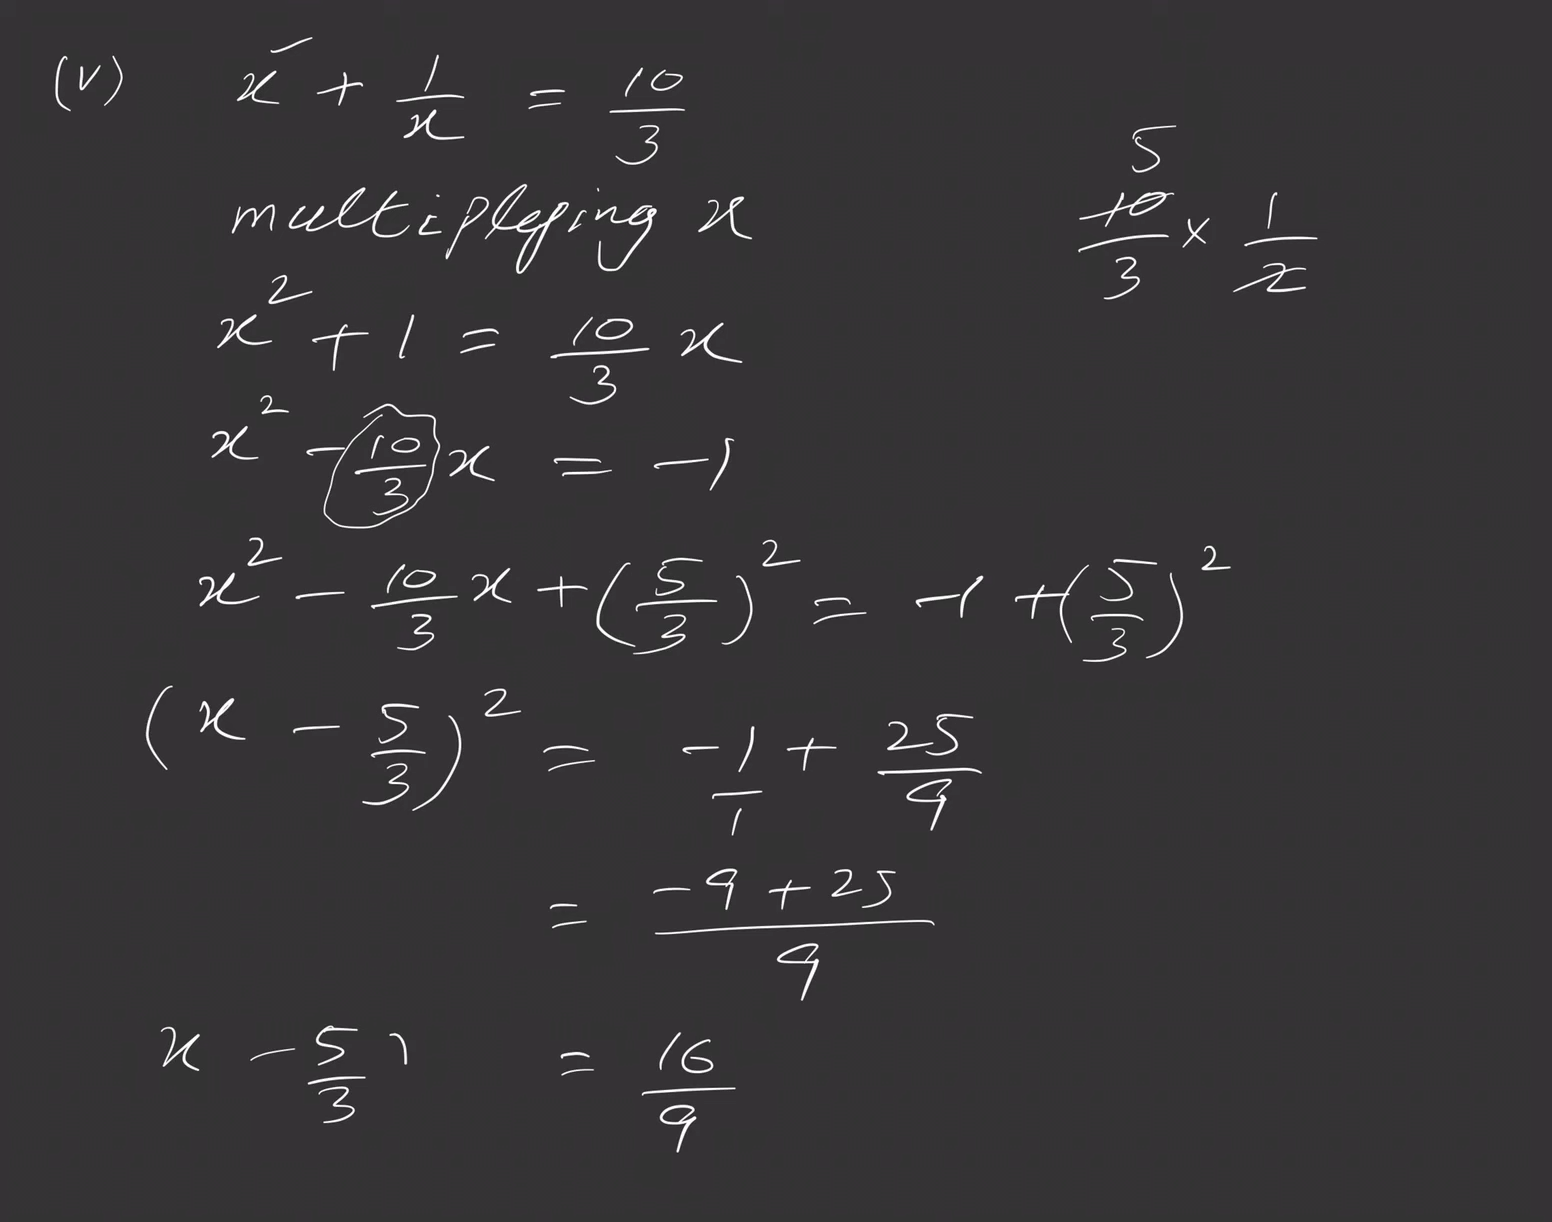 (v) x + 1/x = 10/3
multiplying x
x² + 1 = 10/3 x
5
10/3 × 1/2
x² - 10/3 x = -1
x² - 10/3 x + (5/3)² = -1 + (5/3)²
(x - 5/3)² = -1/1 + 25/9
= -9 + 25 / 9
x - 5/3 ) = 16/9